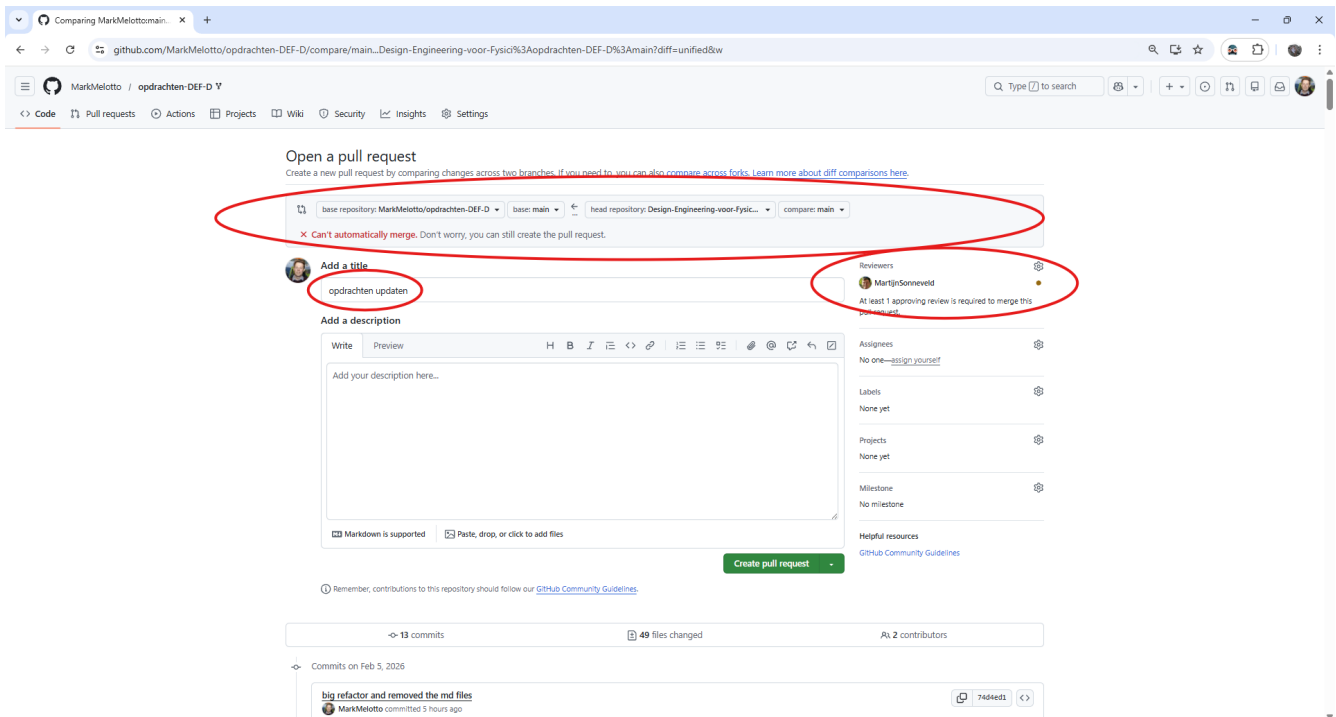 Comparing MarkMelotto:main...
github.com/MarkMelotto/opdrachten-DEF-D/compare/main...Design-Engineering-voor-Fysici%3Aopdrachten-DEF-D%3Amain?diff=unified&w
MarkMelotto / opdrachten-DEF-D
Type / to search
Code Pull requests Actions Projects Wiki Security Insights Settings
Open a pull request
Create a new pull request by comparing changes across two branches. If you need to, you can also compare across forks. Learn more about diff comparisons here.
base repository: MarkMelotto/opdrachten-DEF-D base: main head repository: Design-Engineering-voor-Fysic... compare: main
Can't automatically merge. Don't worry, you can still create the pull request.
Add a title
opdrachten updaten
Add a description
Write Preview
Add your description here...
Markdown is supported Paste, drop, or click to add files
Create pull request
Remember, contributions to this repository should follow our GitHub Community Guidelines.
Reviewers
MartijnSonneveld
At least 1 approving review is required to merge this
pull request.
Assignees
No one—assign yourself
Labels
None yet
Projects
None yet
Milestone
No milestone
Helpful resources
GitHub Community Guidelines
13 commits 49 files changed 2 contributors
Commits on Feb 5, 2026
big refactor and removed the md files
MarkMelotto committed 5 hours ago
74d4ed1